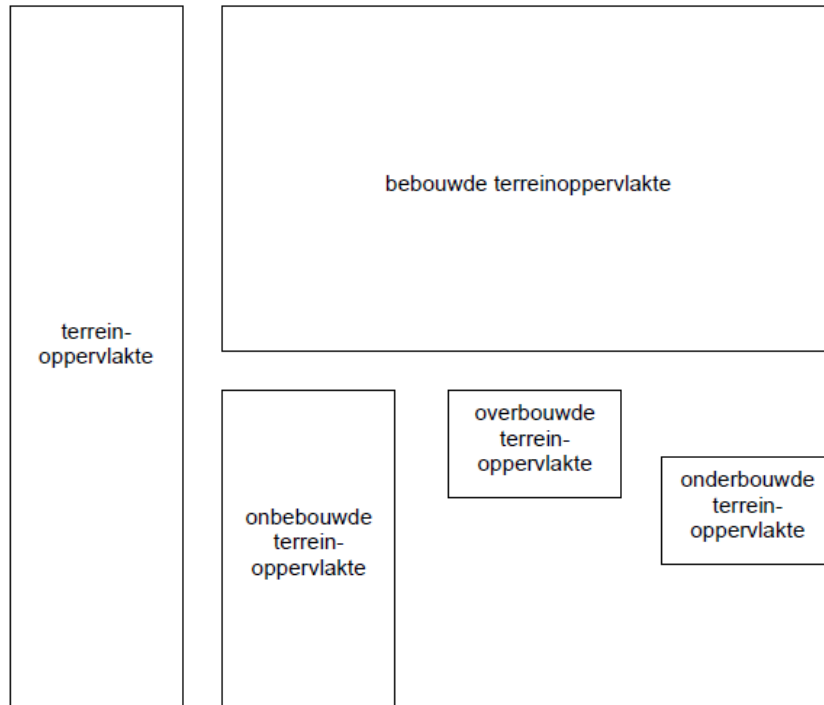 bebouwde terreinoppervlakte
terrein-
oppervlakte
overbouwde
terrein-
oppervlakte
onderbouwde
terrein-
oppervlakte
onbebouwde
terrein-
oppervlakte